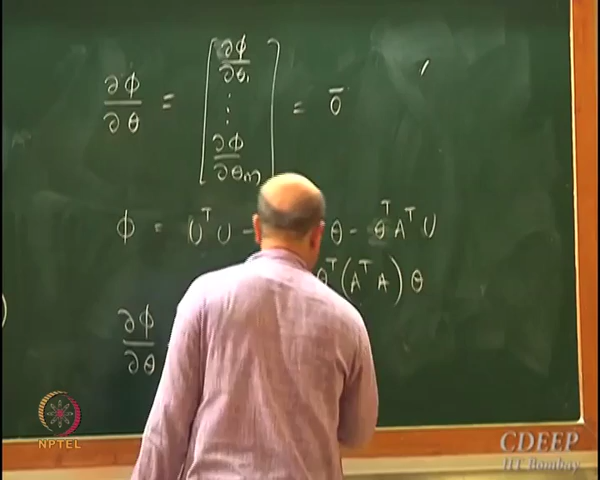 ∂φ/∂θ = [ ∂φ/∂θ₁ ⋮ ∂φ/∂θₘ ] = 0̄
φ = UᵀU - θ - θᵀAᵀU
θᵀ(AᵀA)θ
∂φ/∂θ
NPTEL
CDEEP
IIT Bombay